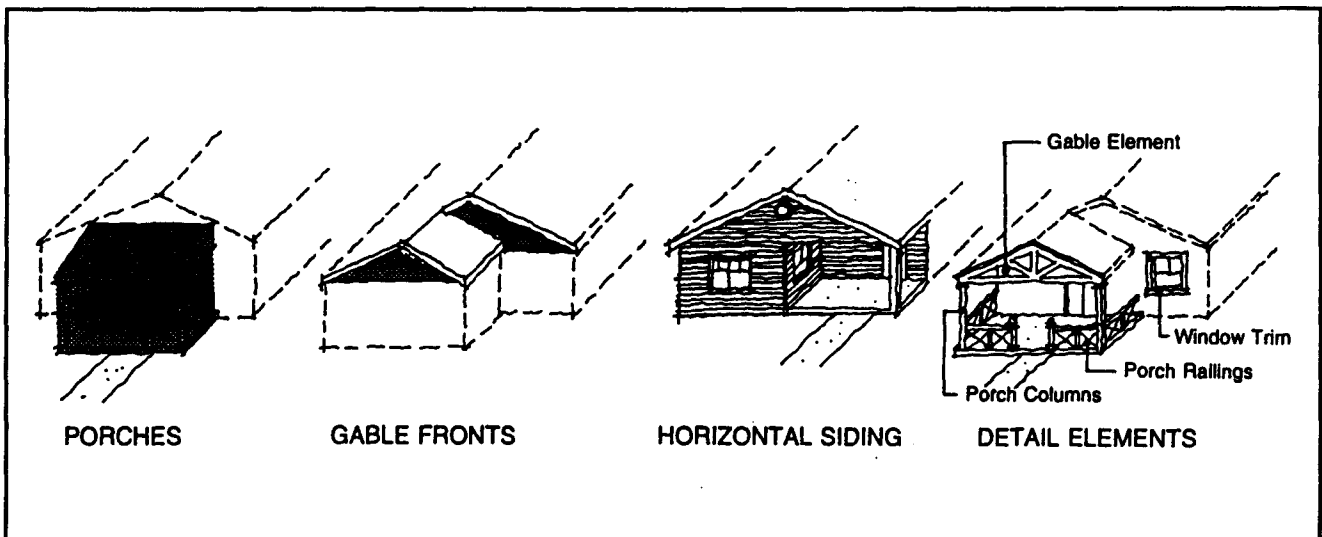 Gable Element
Window Trim
Porch Railings
Porch Columns
PORCHES
GABLE FRONTS
HORIZONTAL SIDING
DETAIL ELEMENTS